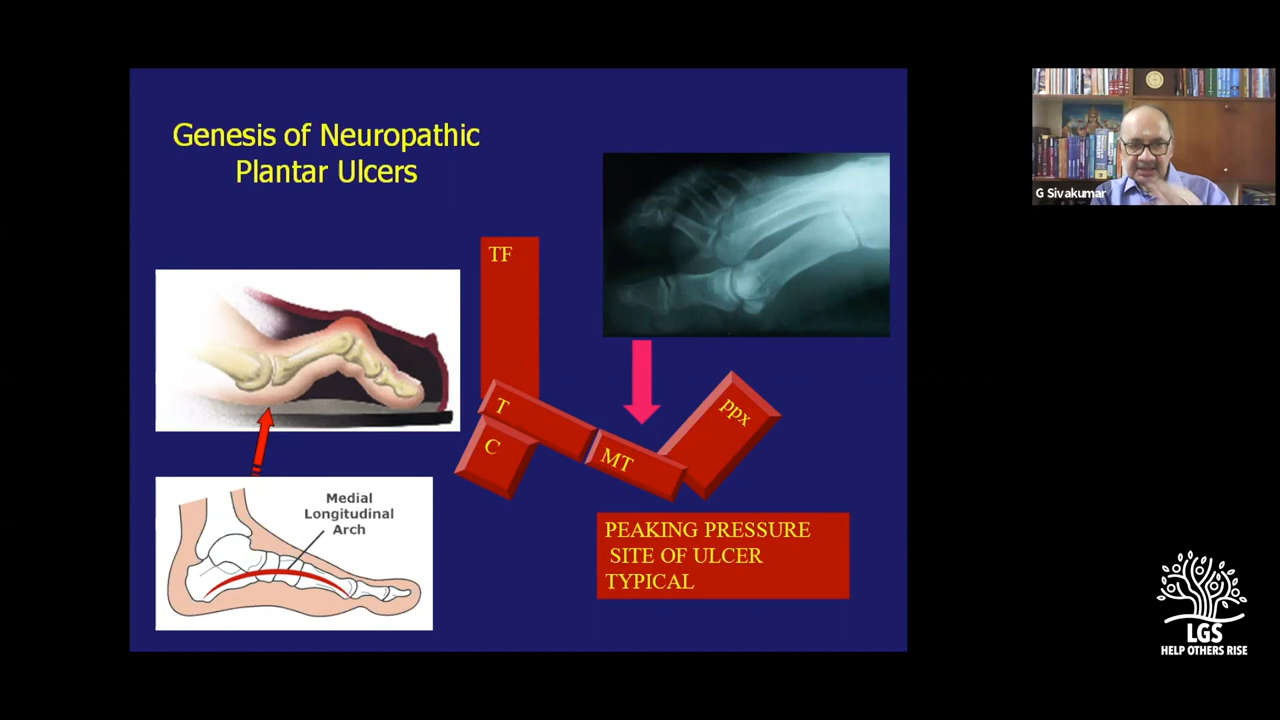 Genesis of Neuropathic
Plantar Ulcers
TF
T
C
MT
ppx
Medial
Longitudinal
Arch
PEAKING PRESSURE
SITE OF ULCER
TYPICAL
G Sivakumar
LGS
HELP OTHERS RISE